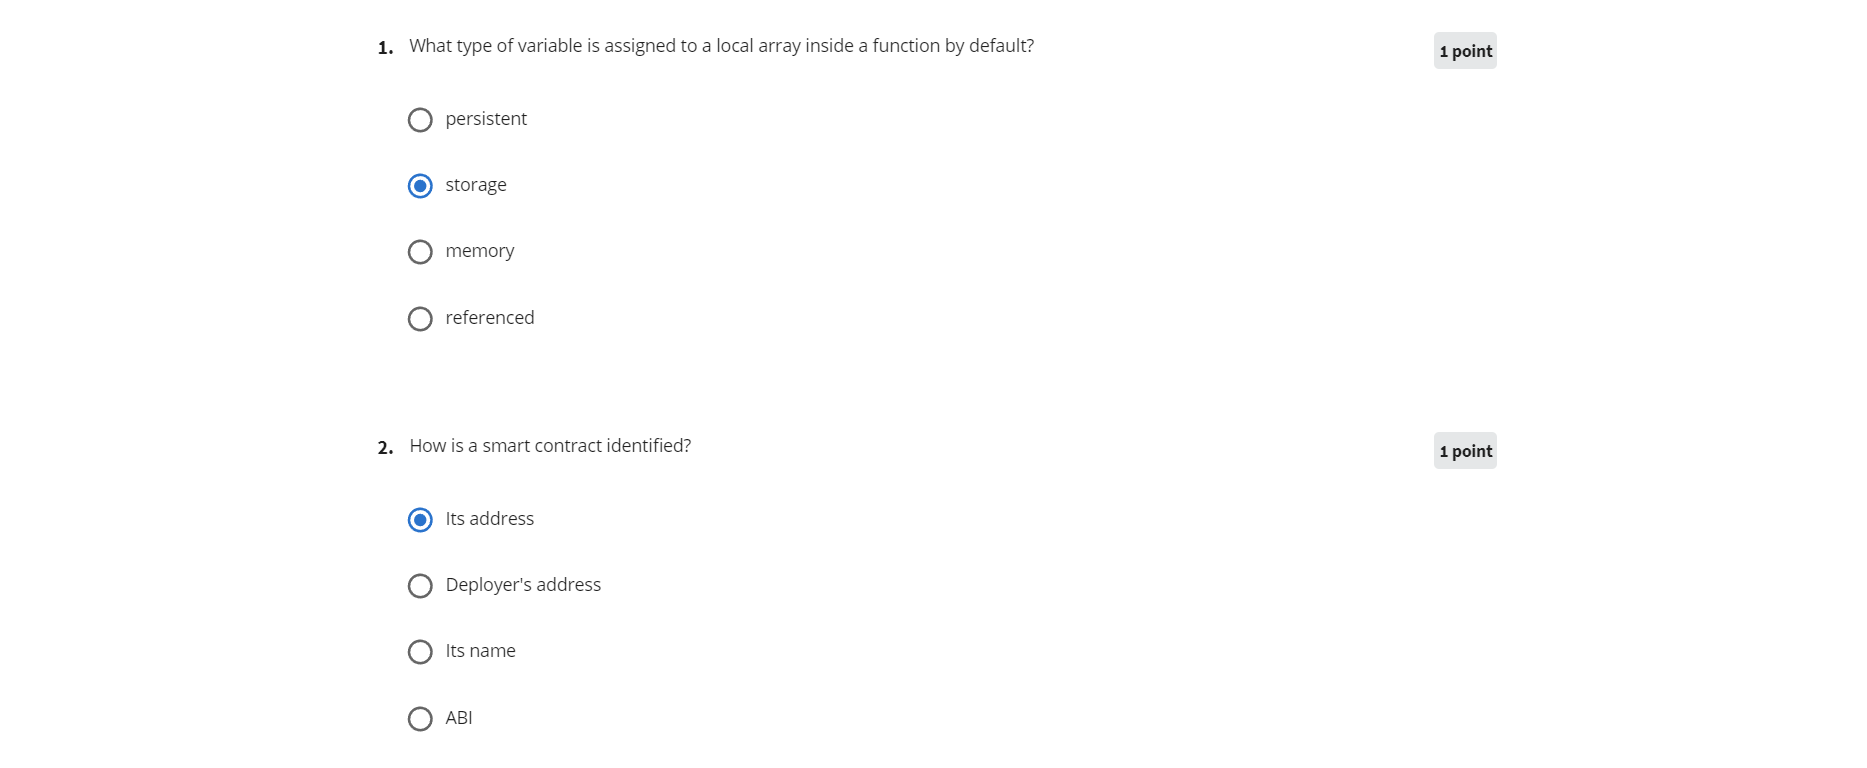 1. What type of variable is assigned to a local array inside a function by default?
1 point
persistent
storage
memory
referenced
2. How is a smart contract identified?
1 point
Its address
Deployer's address
Its name
ABI